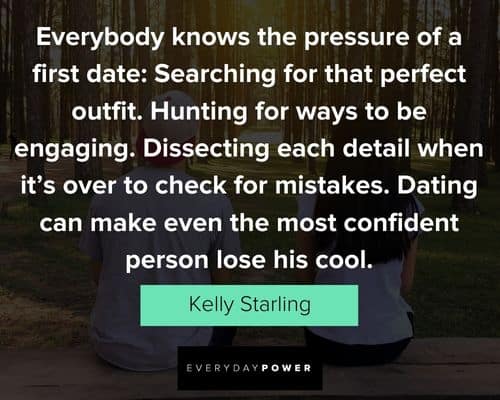 Everybody knows the pressure of a
first date: Searching for that perfect
outfit. Hunting for ways to be
engaging. Dissecting each detail when
it’s over to check for mistakes. Dating
can make even the most confident
person lose his cool.
Kelly Starling
EVERYDAYPOWER